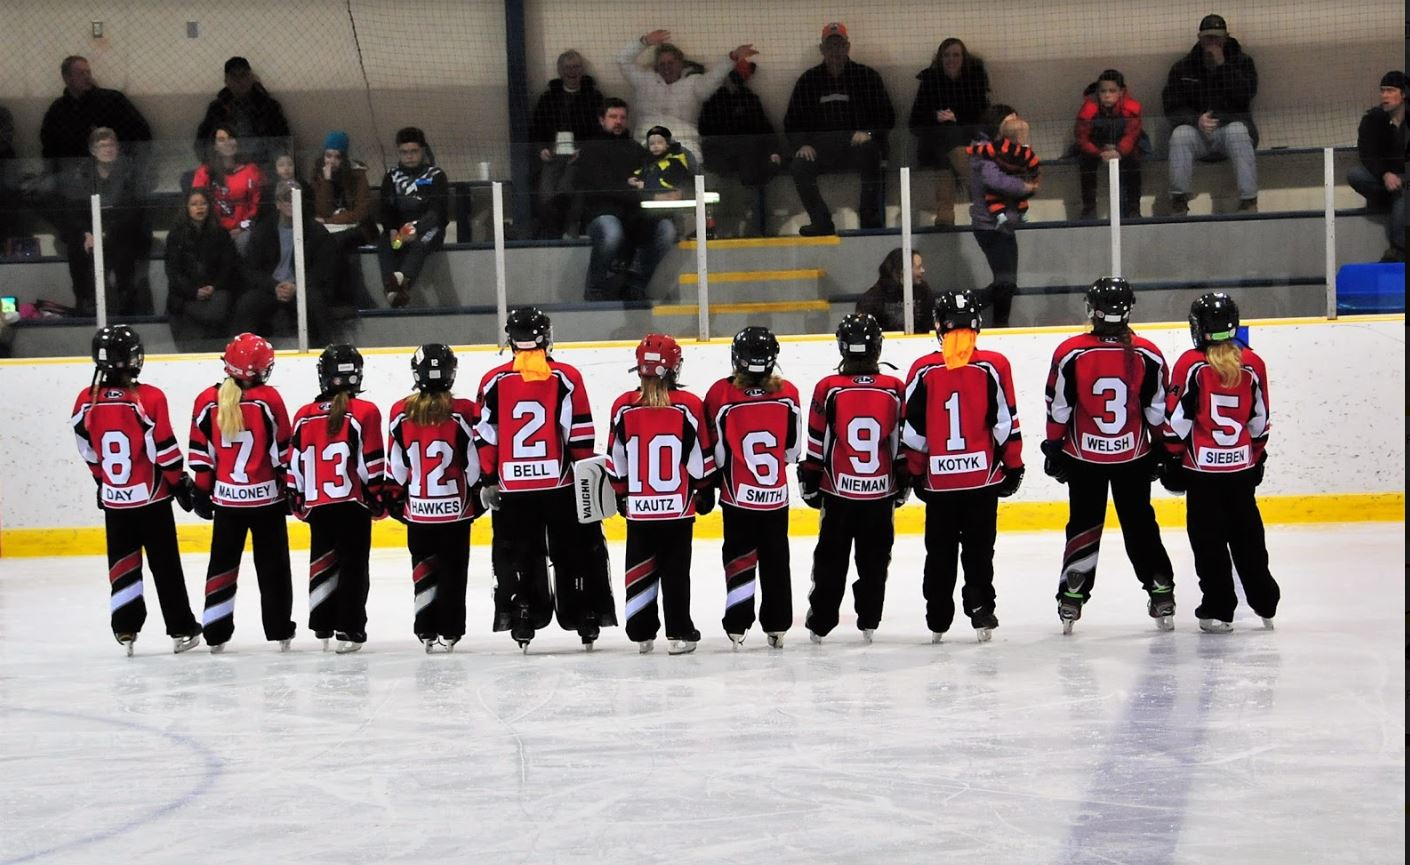 8
DAY
7
MALONEY
13
12
HAWKES
2
BELL
VAUGHN
10
KAUTZ
6
SMITH
9
NIEMAN
1
KOTYK
3
WELSH
5
SIEBEN